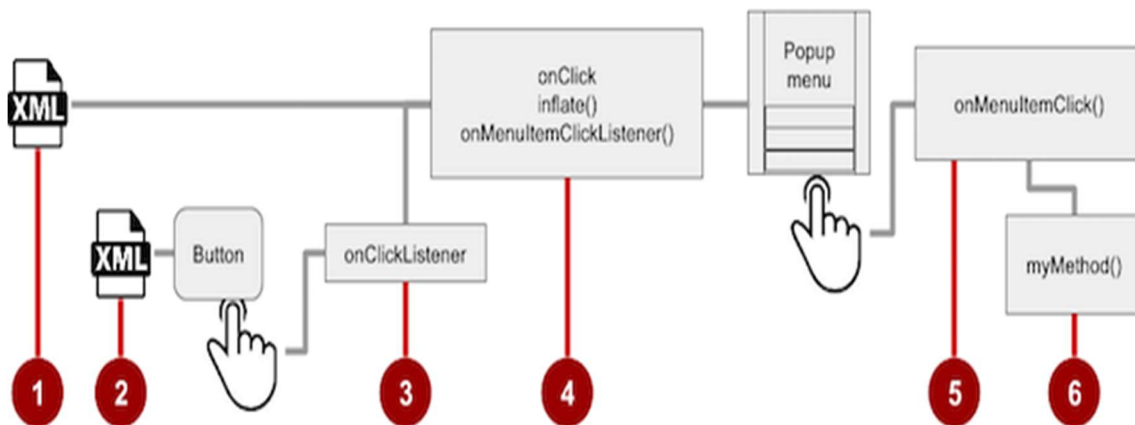 XML
onClick
inflate()
onMenuItemClickListener()
Popup
menu
onMenuItemClick()
XML
Button
onClickListener
myMethod()
1
2
3
4
5
6